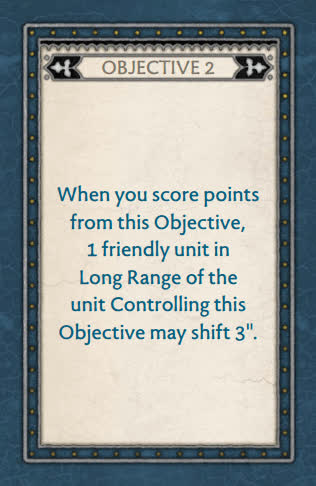 OBJECTIVE 2
When you score points
from this Objective,
1 friendly unit in
Long Range of the
unit Controlling this
Objective may shift 3".